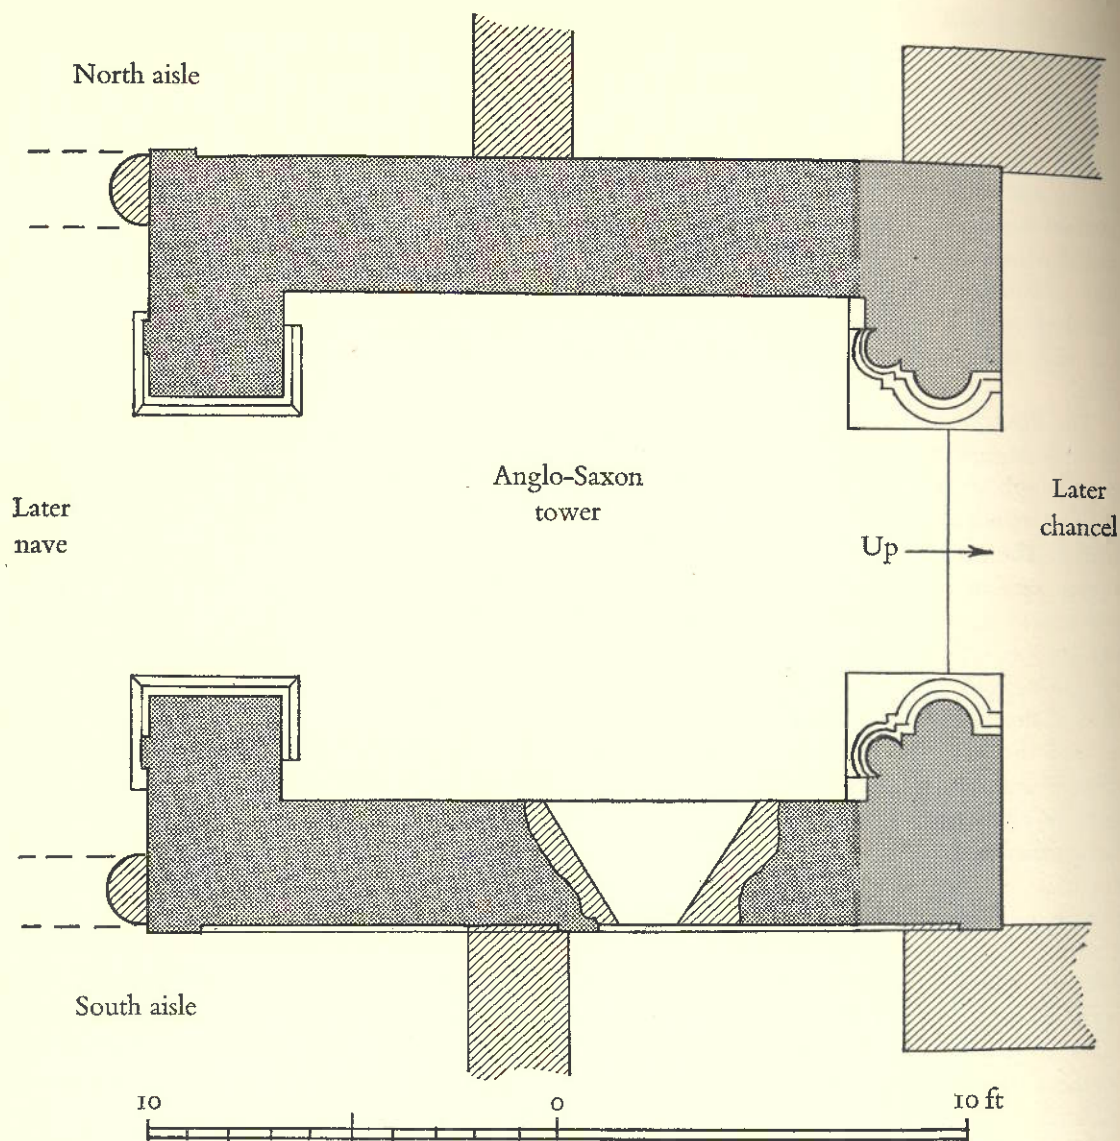 North aisle
Anglo-Saxon
tower
Later
nave
Later
chancel
Up
South aisle
10
0
10 ft